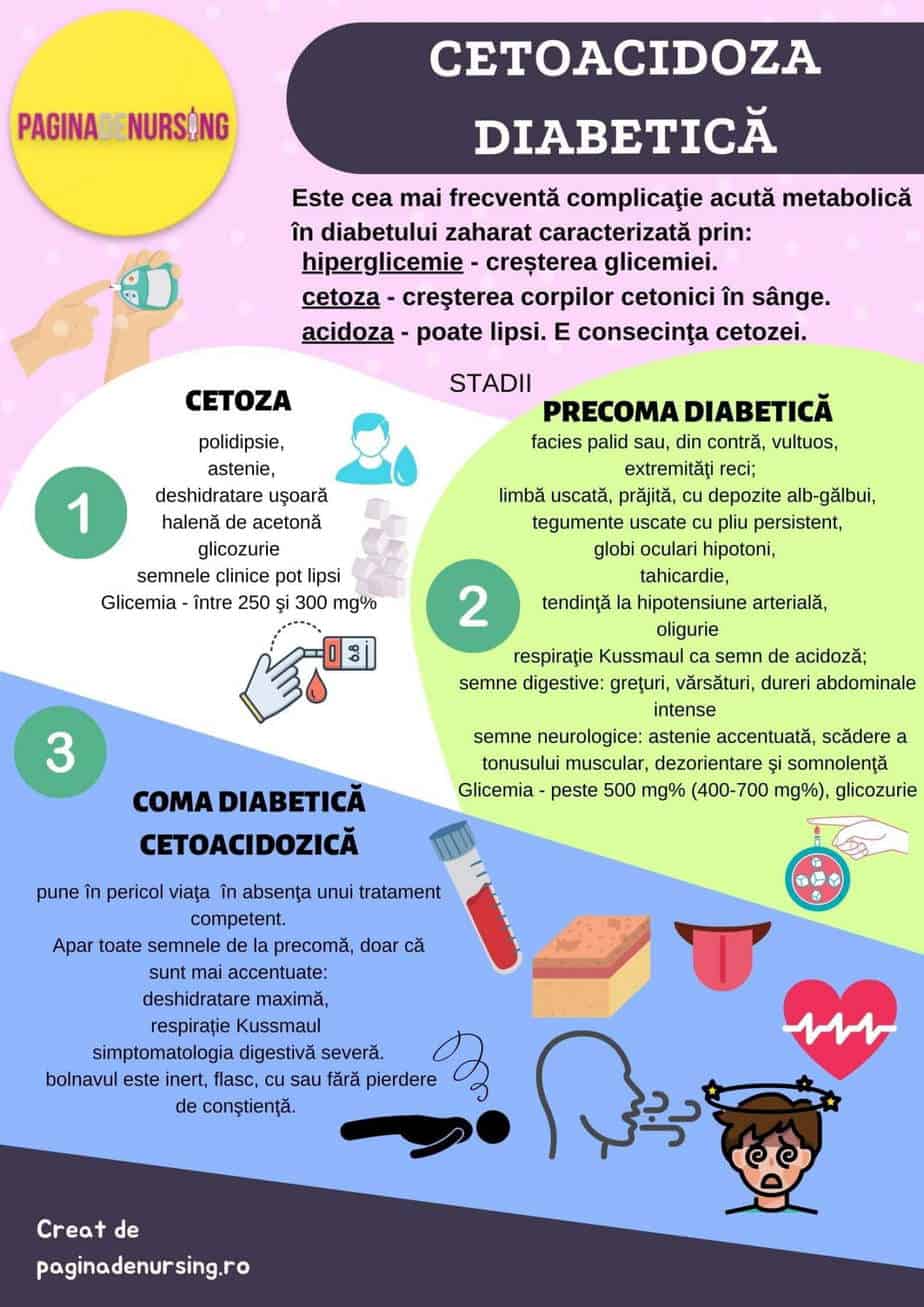 PAGINADENURSING
CETOACIDOZA
DIABETICĂ
Este cea mai frecventă complicaţie acută metabolică
în diabetului zaharat caracterizată prin:
hiperglicemie - creșterea glicemiei.
cetoza - creşterea corpilor cetonici în sânge.
acidoza - poate lipsi. E consecinţa cetozei.
STADII
CETOZA
1
polidipsie,
astenie,
deshidratare uşoară
halenă de acetonă
glicozurie
semnele clinice pot lipsi
Glicemia - între 250 şi 300 mg%
PRECOMA DIABETICĂ
2
facies palid sau, din contră, vultuos,
extremităţi reci;
limbă uscată, prăjită, cu depozite alb-gălbui,
tegumente uscate cu pliu persistent,
globi oculari hipotoni,
tahicardie,
tendinţă la hipotensiune arterială,
oligurie
respiraţie Kussmaul ca semn de acidoză;
semne digestive: greţuri, vărsături, dureri abdominale
intense
semne neurologice: astenie accentuată, scădere a
tonusului muscular, dezorientare şi somnolenţă
Glicemia - peste 500 mg% (400-700 mg%), glicozurie
3
COMA DIABETICĂ
CETOACIDOZICĂ
pune în pericol viaţa în absenţa unui tratament
competent.
Apar toate semnele de la precomă, doar că
sunt mai accentuate:
deshidratare maximă,
respirație Kussmaul
simptomatologia digestivă severă.
bolnavul este inert, flasc, cu sau fără pierdere
de conştienţă.
Creat de
paginadenursing.ro